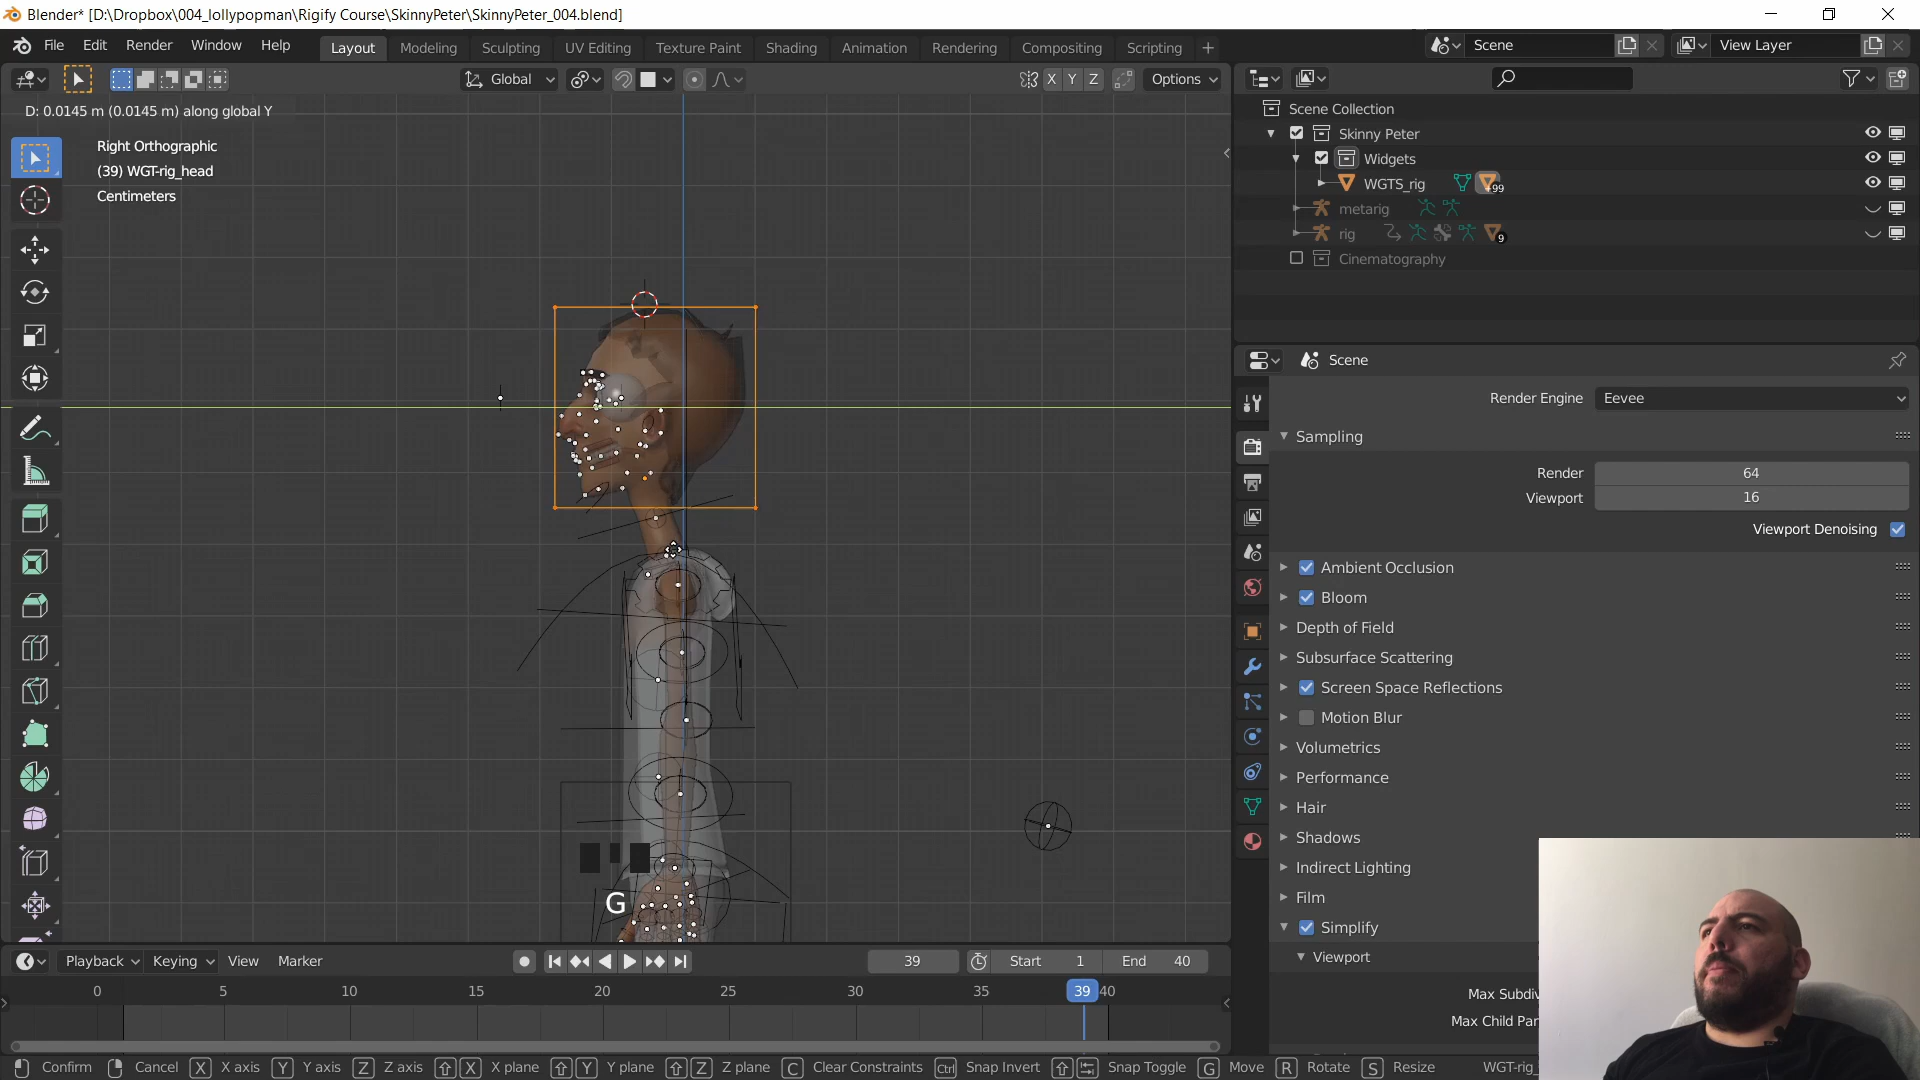 Blender* [D:\Dropbox\004_lollypopman\Rigify Course\SkinnyPeter\SkinnyPeter_004.blend]
File Edit Render Window Help Layout Modeling Sculpting UV Editing Texture Paint Shading Animation Rendering Compositing Scripting Scene View Layer
Global X Y Z Options
D: 0.0145 m (0.0145 m) along global Y
Right Orthographic
(39) WGT-rig_head
Centimeters
Scene Collection
Skinny Peter
Widgets
WGTS_rig +99
metarig
rig 9
Cinematography
Scene
Render Engine Eevee
Sampling
Render 64
Viewport 16
Viewport Denoising
Ambient Occlusion
Bloom
Depth of Field
Subsurface Scattering
Screen Space Reflections
Motion Blur
Volumetrics
Performance
Hair
Shadows
Indirect Lighting
Film
Simplify
Viewport
Max Subdiv
Max Child Par
G
Playback Keying View Marker 39 Start 1 End 40
0 5 10 15 20 25 30 35 39 40
Confirm Cancel X X axis Y Y axis Z Z axis X X plane Y Y plane Z Z plane C Clear Constraints Ctrl Snap Invert Snap Toggle G Move R Rotate S Resize WGT-rig_